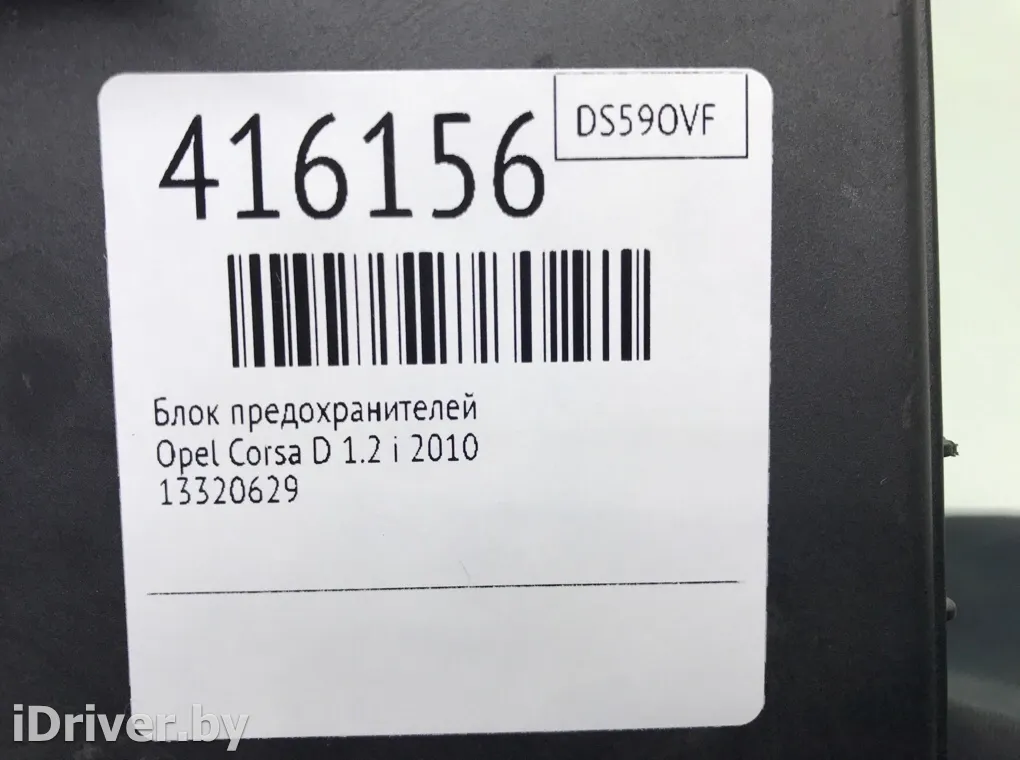 416156
DS590VF
Блок предохранителей
Opel Corsa D 1.2 i 2010
13320629
iDriver.by